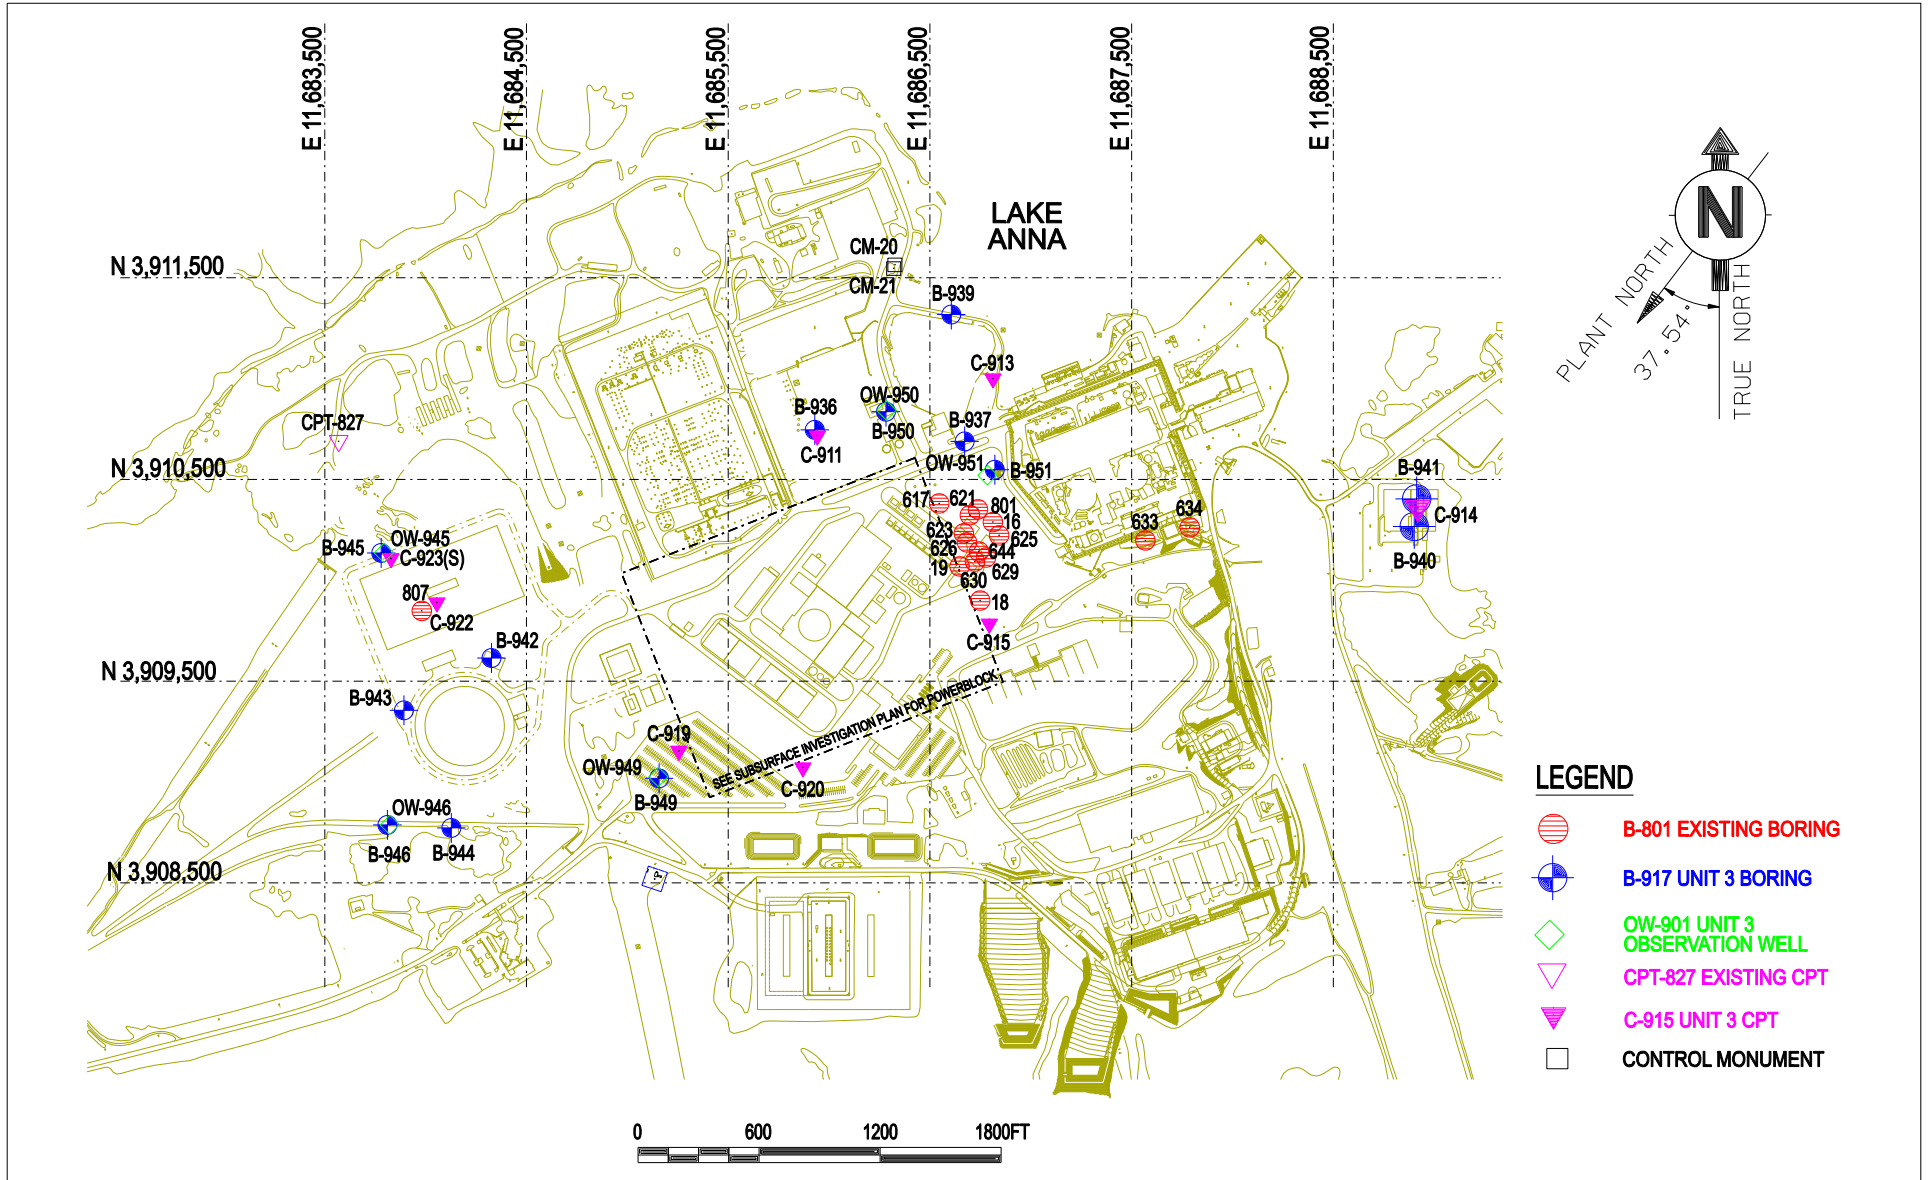 E 11,683,500
E 11,684,500
E 11,685,500
E 11,686,500
E 11,687,500
E 11,688,500
LAKE
ANNA
N
PLANT NORTH
37.54°
TRUE NORTH
N 3,911,500
CM-20
CM-21
B-939
C-913
OW-950
B-950
B-936
C-911
B-937
CPT-827
N 3,910,500
OW-951
B-951
B-941
C-914
B-940
617
621
801
16
623
625
626
644
19
629
630
18
633
634
C-915
B-945
OW-945
C-923(S)
807
C-922
B-942
N 3,909,500
B-943
SEE SUBSURFACE INVESTIGATION PLAN FOR POWERBLOCK
C-919
OW-949
B-949
C-920
OW-946
B-946
B-944
N 3,908,500
P
LEGEND
B-801 EXISTING BORING
B-917 UNIT 3 BORING
OW-901 UNIT 3
OBSERVATION WELL
CPT-827 EXISTING CPT
C-915 UNIT 3 CPT
CONTROL MONUMENT
0 600 1200 1800FT